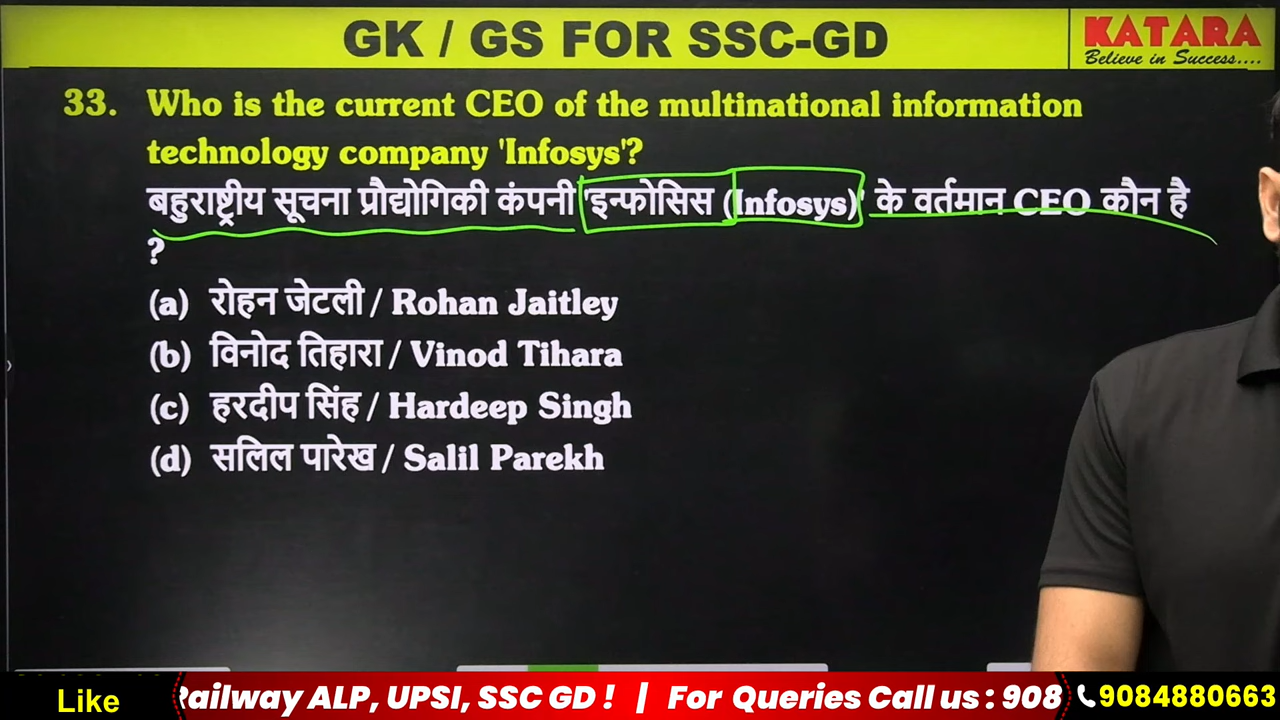 GK / GS FOR SSC-GD
KATARA
Believe in Success....
33. Who is the current CEO of the multinational information
technology company 'Infosys'?
बहुराष्ट्रीय सूचना प्रौद्योगिकी कंपनी 'इन्फोसिस (Infosys)' के वर्तमान CEO कौन है
?
(a) रोहन जेटली / Rohan Jaitley
(b) विनोद तिहारा / Vinod Tihara
(c) हरदीप सिंह / Hardeep Singh
(d) सलिल पारेख / Salil Parekh
Like
Railway ALP, UPSI, SSC GD ! | For Queries Call us : 908
9084880663